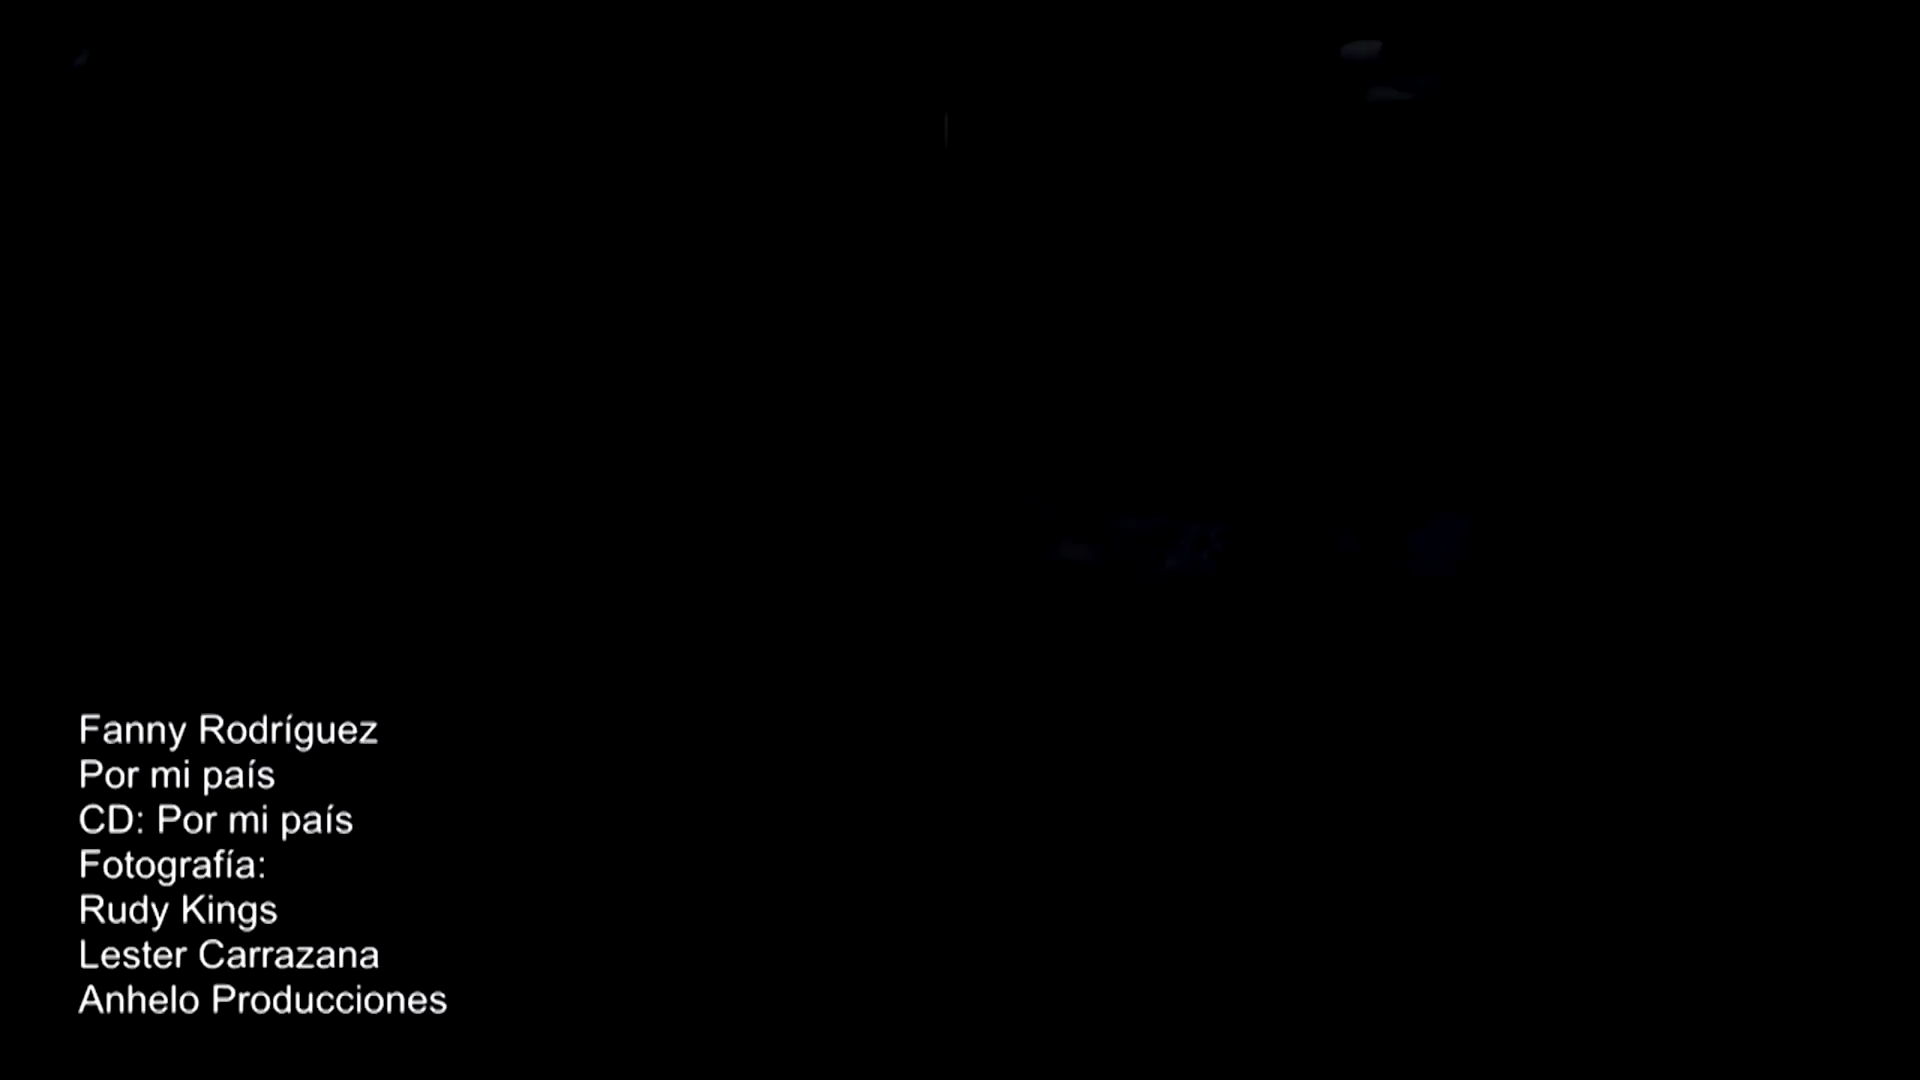 Fanny Rodríguez
Por mi país
CD: Por mi país
Fotografía:
Rudy Kings
Lester Carrazana
Anhelo Producciones